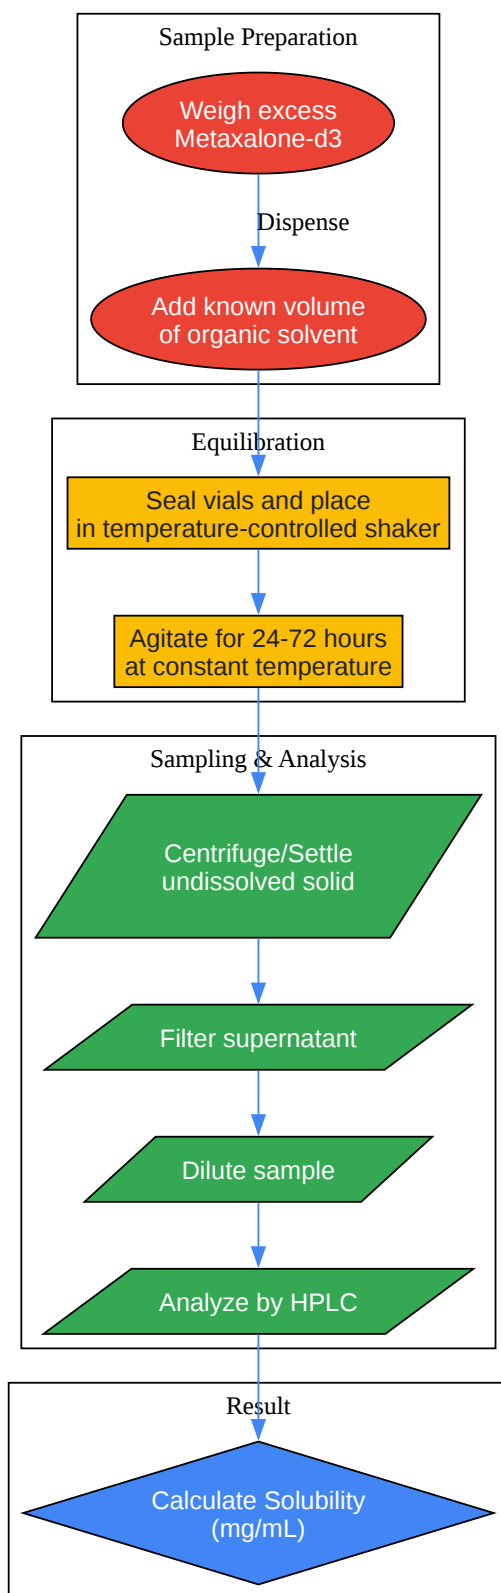 Sample Preparation
Weigh excess
Metaxalone-d3
Dispense
Add known volume
of organic solvent
Equilibration
Seal vials and place
in temperature-controlled shaker
Agitate for 24-72 hours
at constant temperature
Sampling & Analysis
Centrifuge/Settle
undissolved solid
Filter supernatant
Dilute sample
Analyze by HPLC
Result
Calculate Solubility
(mg/mL)